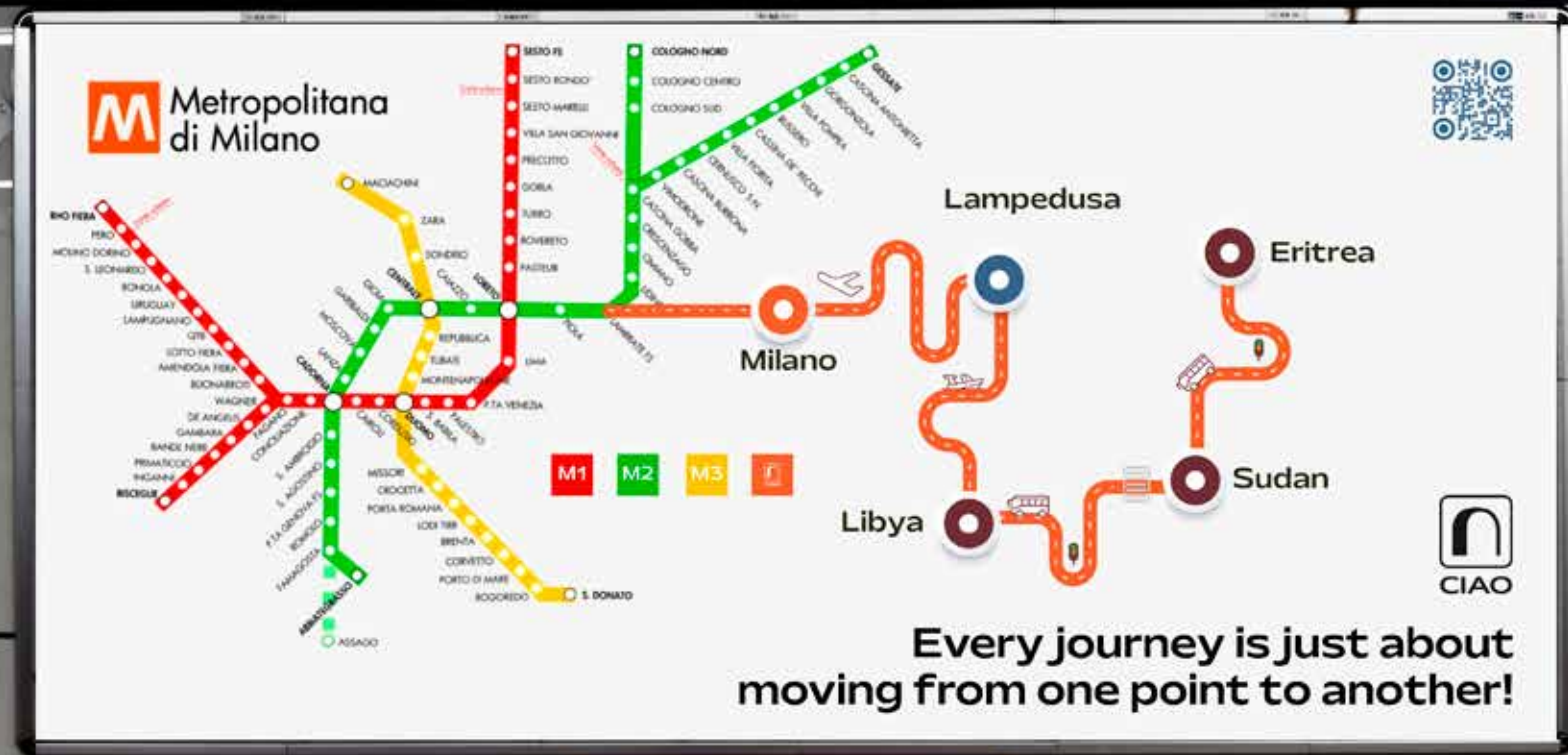 M
Metropolitana
di Milano
SESTO FS
SESTO RONDO'
SESTO MARELLI
VILLA SAN GIOVANNI
PRECOTTO
GORLA
TURRO
ROVERETO
PASTEUR
LORETO
LIMA
P.TA VENEZIA
PALESTRO
S. BABILA
DUOMO
CORDUSIO
CAIROLI
CADORNA
CONCILIAZIONE
PAGANO
COLOGNO NORD
COLOGNO CENTRO
COLOGNO SUD
GESSATE
CASCINA ANTONIETTA
GORGONZOLA
VILLA POMPEA
BUSSERO
CASSINA DE' PECCHI
VILLA FIORITA
CERNUSCO S.N.
CASCINA BURRONA
VIMODRONE
CASCINA GOBBA
CRESCENZAGO
CIMIANO
UDINE
LAMBRATE FS
PIOLA
CAIAZZO
CENTRALE
GIOIA
GARIBALDI
MOSCOVA
LANZA
MACIACHINI
ZARA
SONDRIO
REPUBBLICA
TURATI
MONTENAPOLEONE
RHO FIERA
PERO
MOLINO DORINO
S. LEONARDO
BONOLA
URUGUAY
LAMPUGNANO
QT8
LOTTO FIERA
AMENDOLA FIERA
BUONARROTI
WAGNER
DE ANGELIS
GAMBARA
BANDE NERE
PRIMATICCIO
INGANNI
BISCEGLIE
S. AMBROGIO
S. AGOSTINO
P.TA GENOVA FS
ROMOLO
FAMAGOSTA
ABBIATEGRASSO
ASSAGO
MISSORI
CROCETTA
PORTA ROMANA
LODI TIBB
BRENTA
CORVETTO
PORTO DI MARE
ROGOREDO
S. DONATO
M1 M2 M3
Milano
Lampedusa
Libya
Sudan
Eritrea
CIAO
Every journey is just about
moving from one point to another!